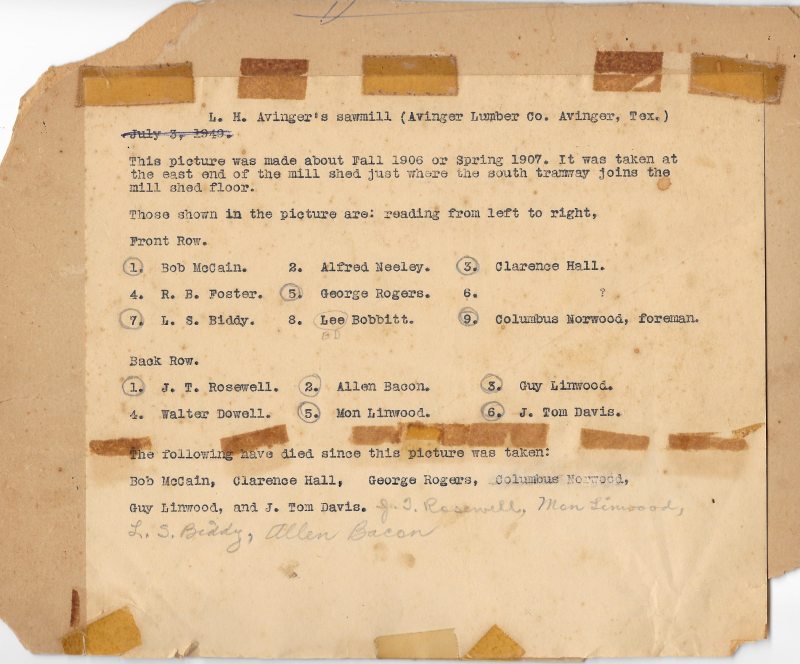 L. H. Avinger's sawmill (Avinger Lumber Co. Avinger, Tex.)
July 3, 1949.
This picture was made about Fall 1906 or Spring 1907. It was taken at
the east end of the mill shed just where the south tramway joins the
mill shed floor.
Those shown in the picture are: reading from left to right,
Front Row.
1. Bob McCain. 2. Alfred Neeley. 3. Clarence Hall.
4. R. B. Foster. 5. George Rogers. 6. ?
7. L. S. Biddy. 8. Lee Bobbitt. 9. Columbus Norwood, foreman.
ED
Back Row.
1. J. T. Rosewell. 2. Allen Bacon. 3. Guy Linwood.
4. Walter Dowell. 5. Mon Linwood. 6. J. Tom Davis.
The following have died since this picture was taken:
Bob McCain, Clarence Hall, George Rogers, Columbus Norwood,
Guy Linwood, and J. Tom Davis. J. T. Rosewell, Mon Linwoood,
L. S. Biddy, Allen Bacon